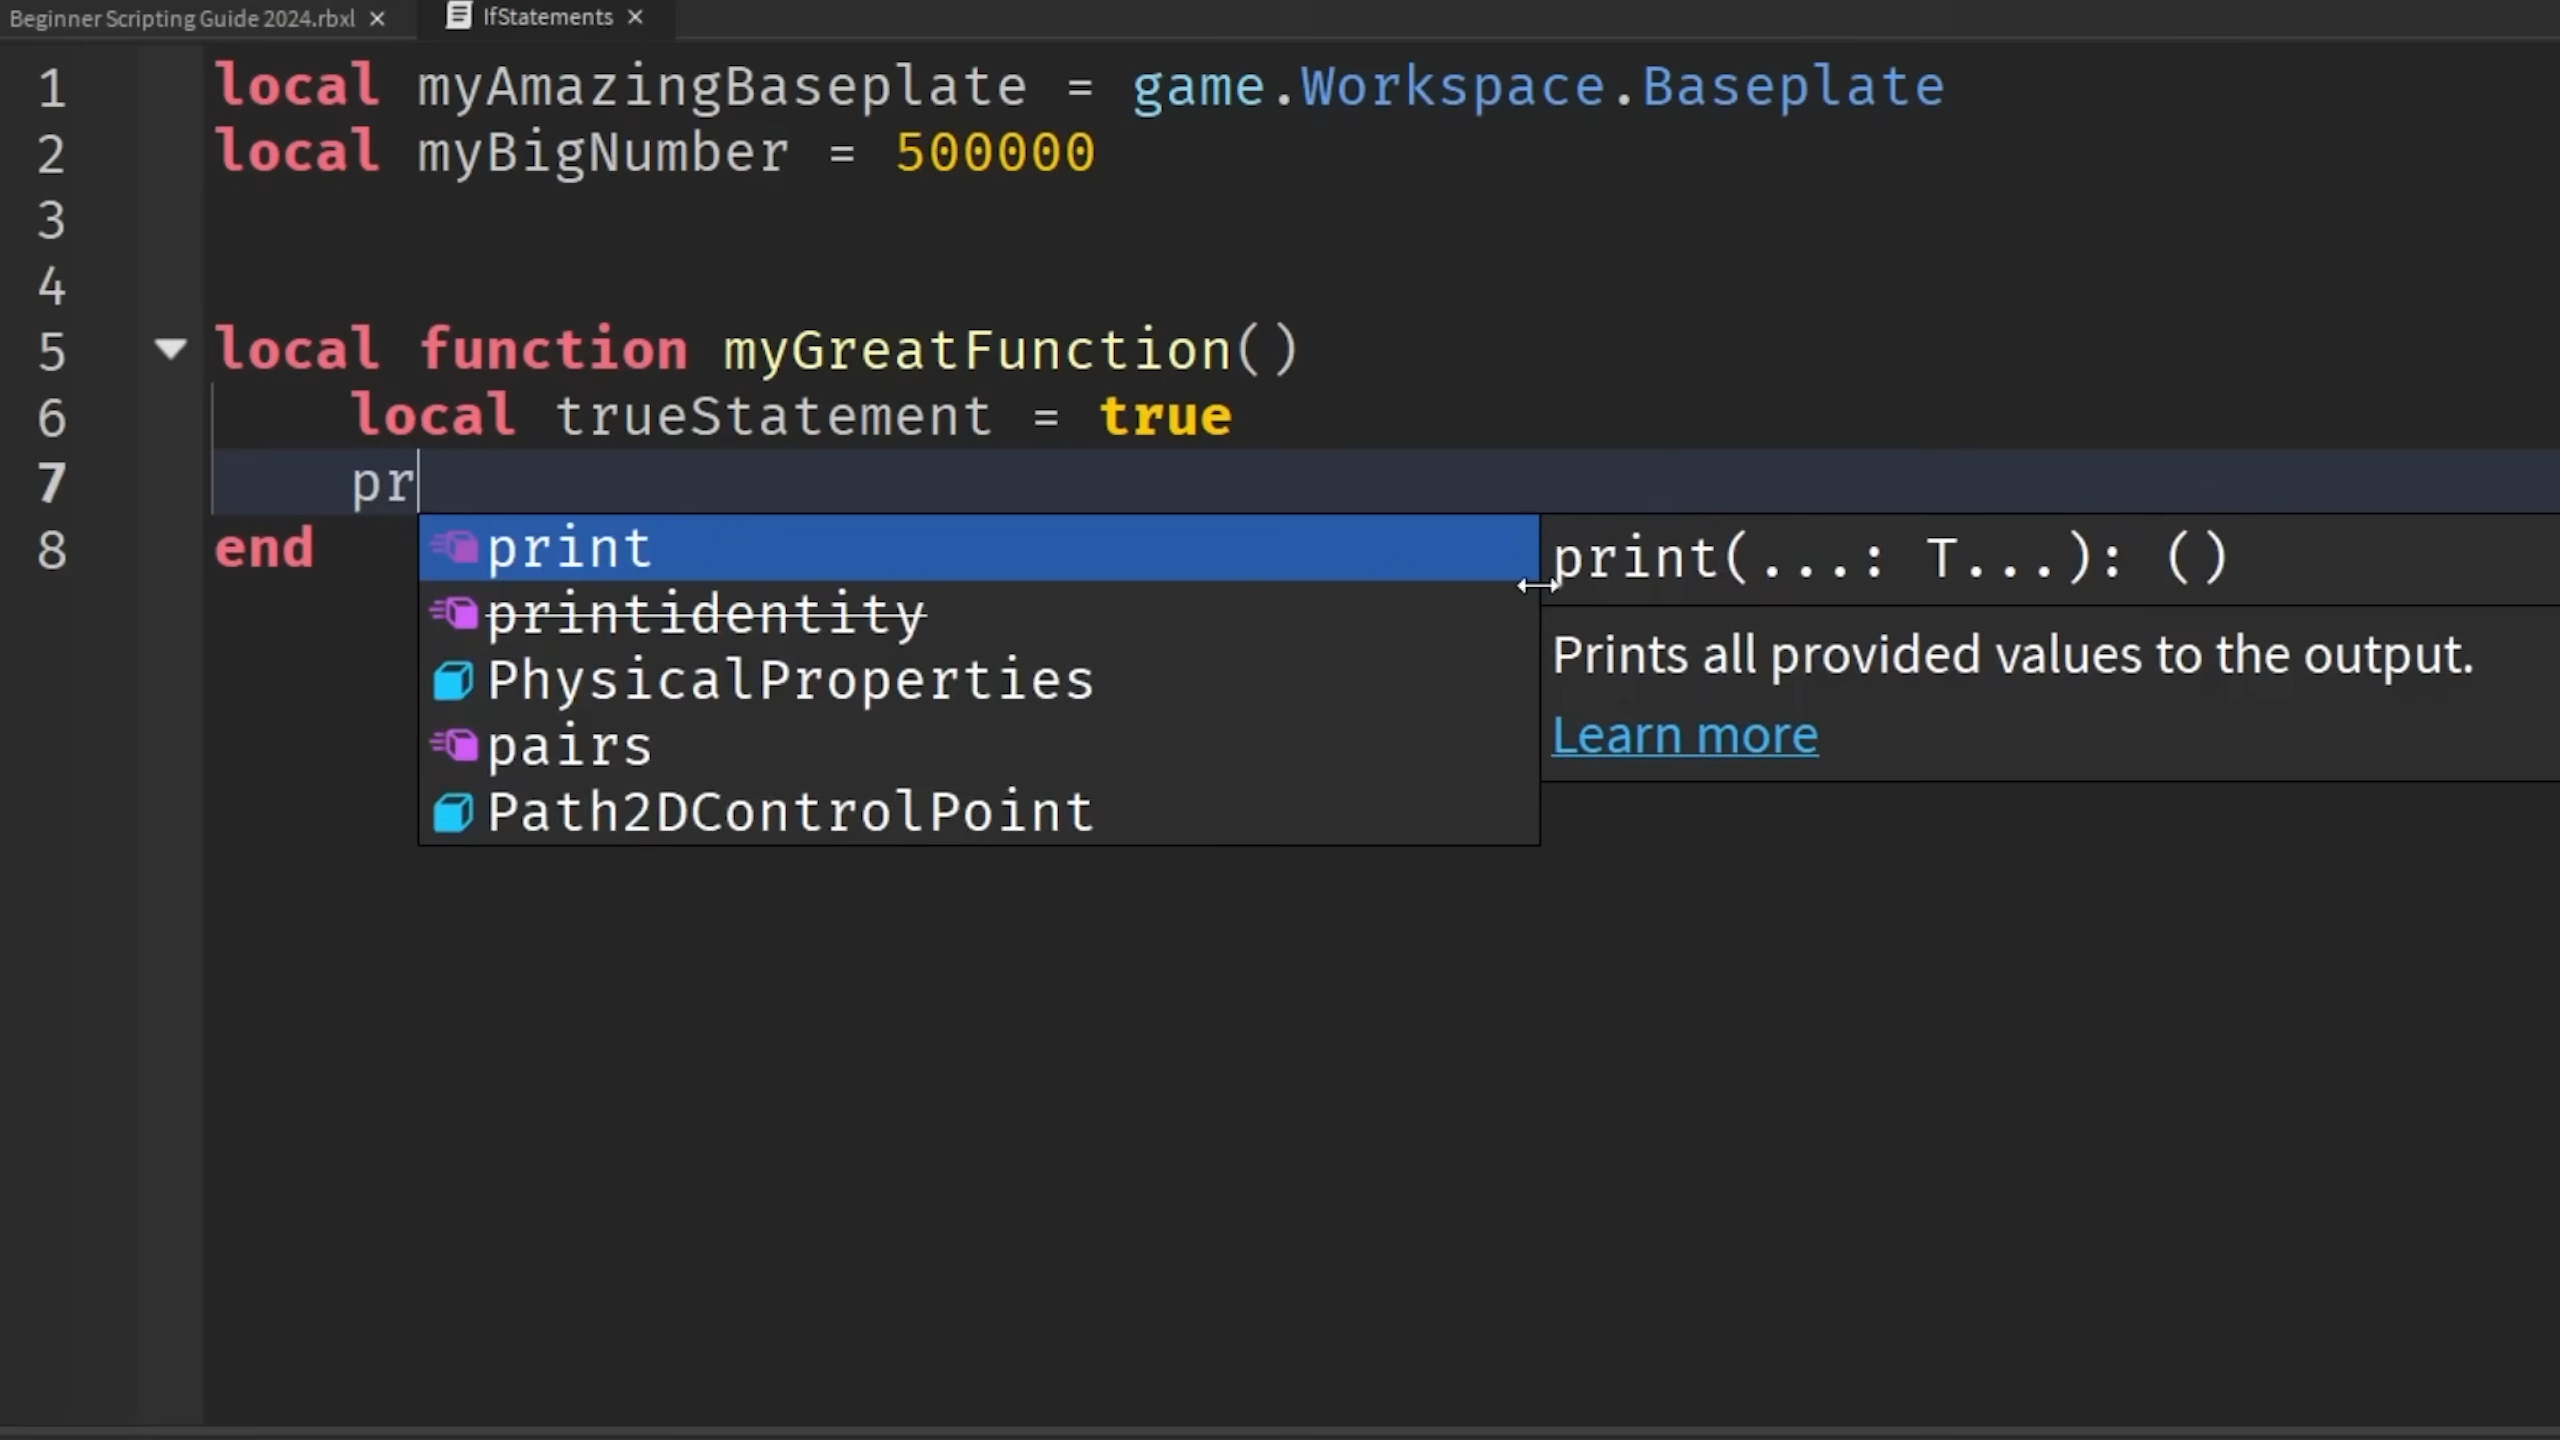 Beginner Scripting Guide 2024.rbxl × IfStatements ×
1 local myAmazingBaseplate = game.Workspace.Baseplate
2 local myBigNumber = 500000
3
4
5 local function myGreatFunction()
6 local trueStatement = true
7 pr
8 end
print
printidentity
PhysicalProperties
pairs
Path2DControlPoint
print(...: T...): ()
Prints all provided values to the output.
Learn more